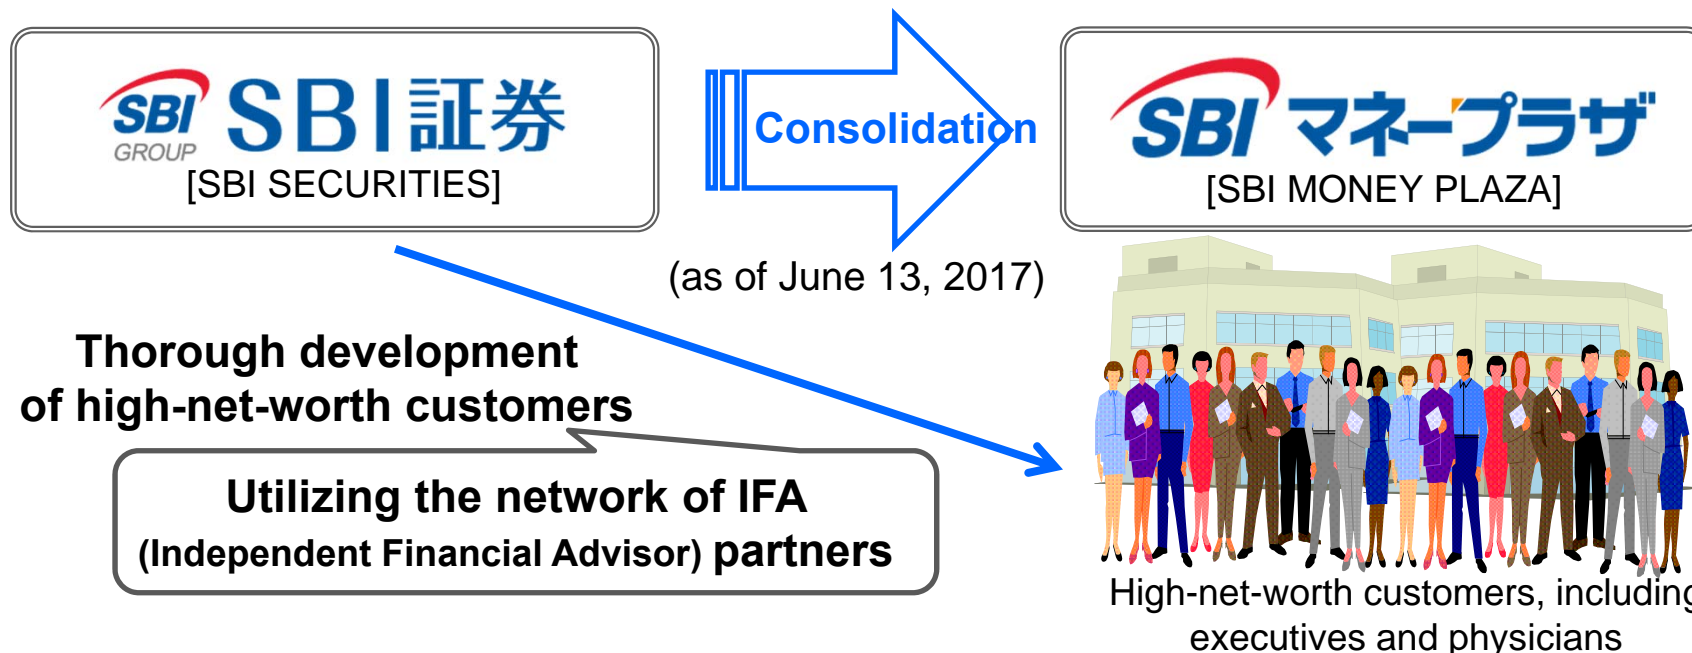 SBI
GROUP
SBI証券
[SBI SECURITIES]
Consolidation
(as of June 13, 2017)
SBI マネープラザ
[SBI MONEY PLAZA]
Thorough development
of high-net-worth customers
Utilizing the network of IFA
(Independent Financial Advisor) partners
High-net-worth customers, including
executives and physicians